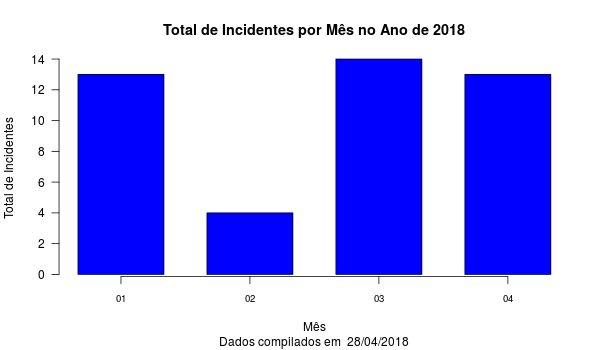 Total de Incidentes por Mês no Ano de 2018
Total de Incidentes
14
12
10
8
6
4
2
0
01 02 03 04
Mês
Dados compilados em 28/04/2018